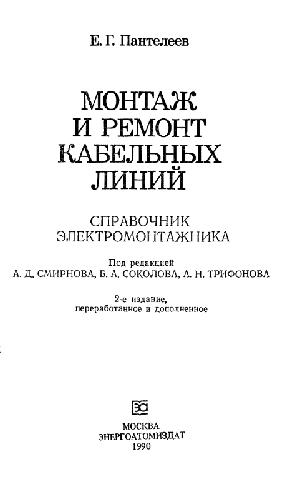 Е. Г. Пантелеев
МОНТАЖ
И РЕМОНТ
КАБЕЛЬНЫХ
ЛИНИЙ
СПРАВОЧНИК
ЭЛЕКТРОМОНТАЖНИКА
Под редакцией
А. Д. СМИРНОВА, Б. А. СОКОЛОВА, А. Н. ТРИФОНОВА
2-е издание,
переработанное и дополненное
МОСКВА
ЭНЕРГОАТОМИЗДАТ
1990